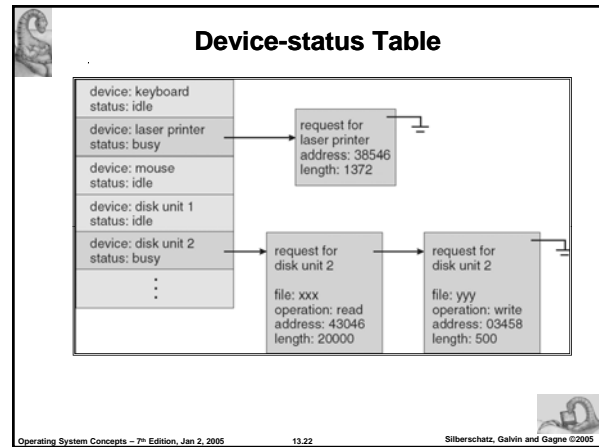 Device-status Table
device: keyboard
status: idle
device: laser printer
status: busy
device: mouse
status: idle
device: disk unit 1
status: idle
device: disk unit 2
status: busy
request for
laser printer
address: 38546
length: 1372
request for
disk unit 2
file: xxx
operation: read
address: 43046
length: 20000
request for
disk unit 2
file: yyy
operation: write
address: 03458
length: 500
Operating System Concepts – 7th Edition, Jan 2, 2005
13.22
Silberschatz, Galvin and Gagne ©2005